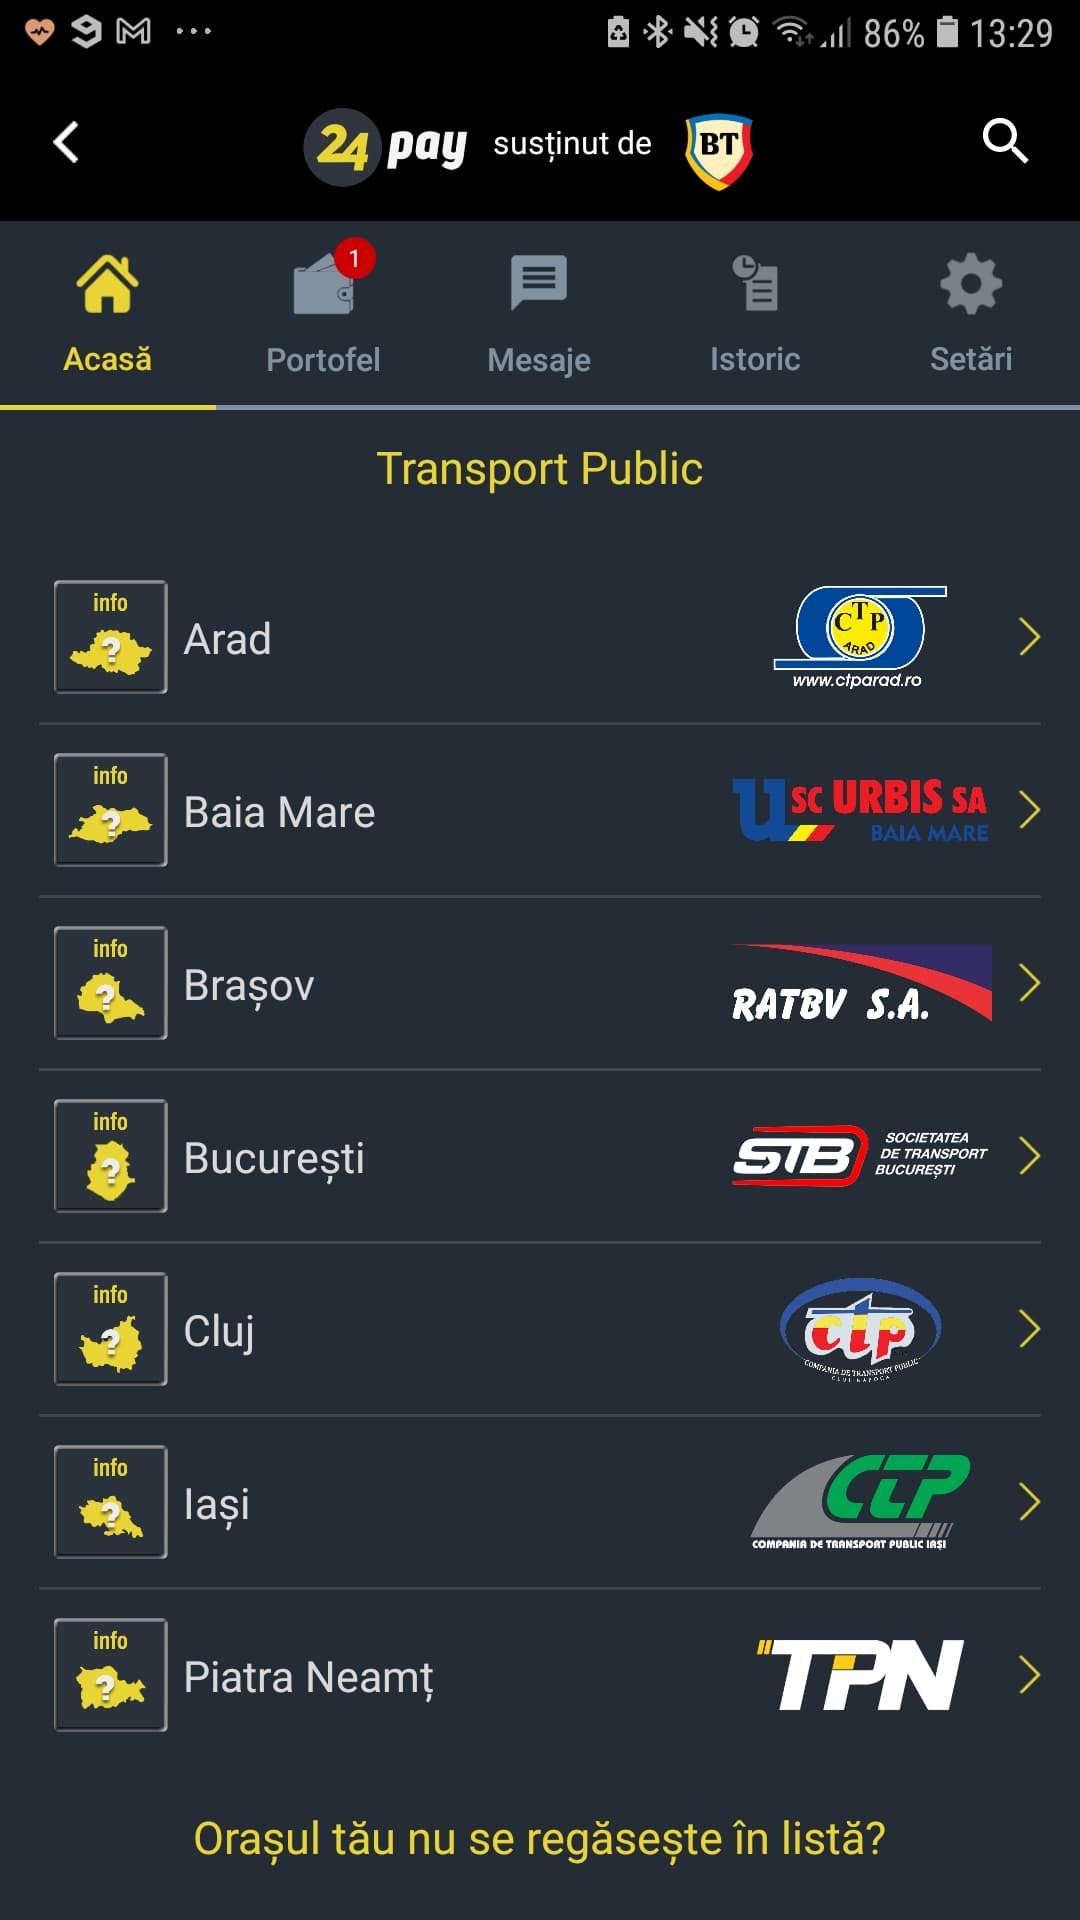 86% 13:29
24 pay susținut de BT
1
Acasă Portofel Mesaje Istoric Setări
Transport Public
info
?
Arad
CTP
ARAD
www.ctparad.ro
info
?
Baia Mare
U SC URBIS SA
BAIA MARE
info
?
Brașov
RATBV S.A.
info
?
București
STB
SOCIETATEA
DE TRANSPORT
BUCUREȘTI
info
?
Cluj
ctp
COMPANIA DE TRANSPORT PUBLIC
CLUJ-NAPOCA
info
?
Iași
CTP
COMPANIA DE TRANSPORT PUBLIC IAȘI
info
?
Piatra Neamț
TPN
Orașul tău nu se regăsește în listă?